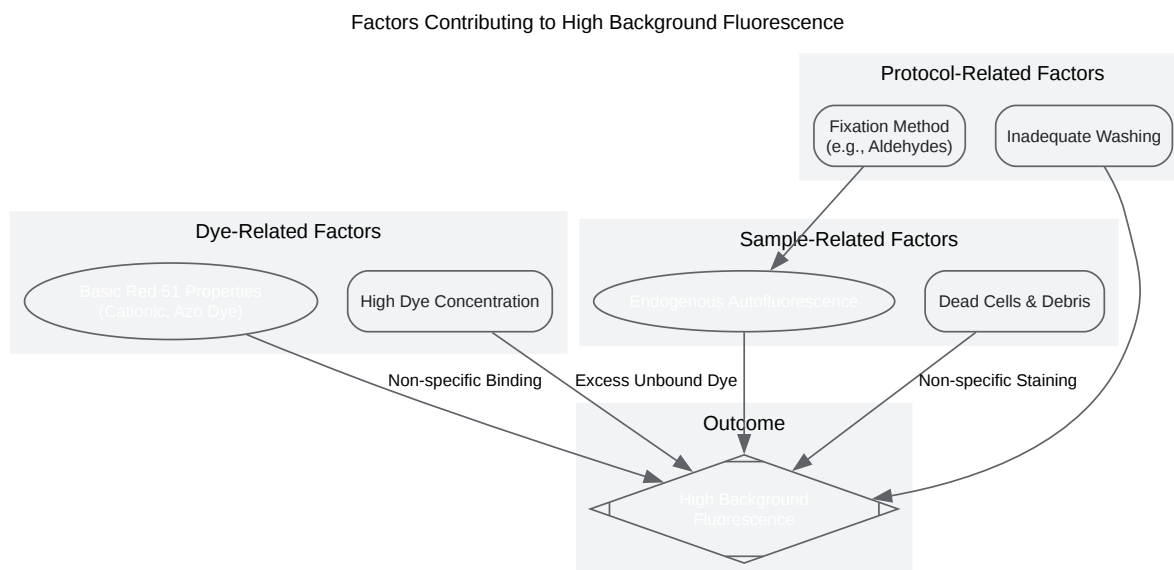 Factors Contributing to High Background Fluorescence
Protocol-Related Factors
Fixation Method
(e.g., Aldehydes)
Inadequate Washing
Dye-Related Factors
Basic Red 51 Properties
(Cationic, Azo Dye)
High Dye Concentration
Sample-Related Factors
Endogenous Autofluorescence
Dead Cells & Debris
Non-specific Binding
Excess Unbound Dye
Non-specific Staining
Outcome
High Background
Fluorescence